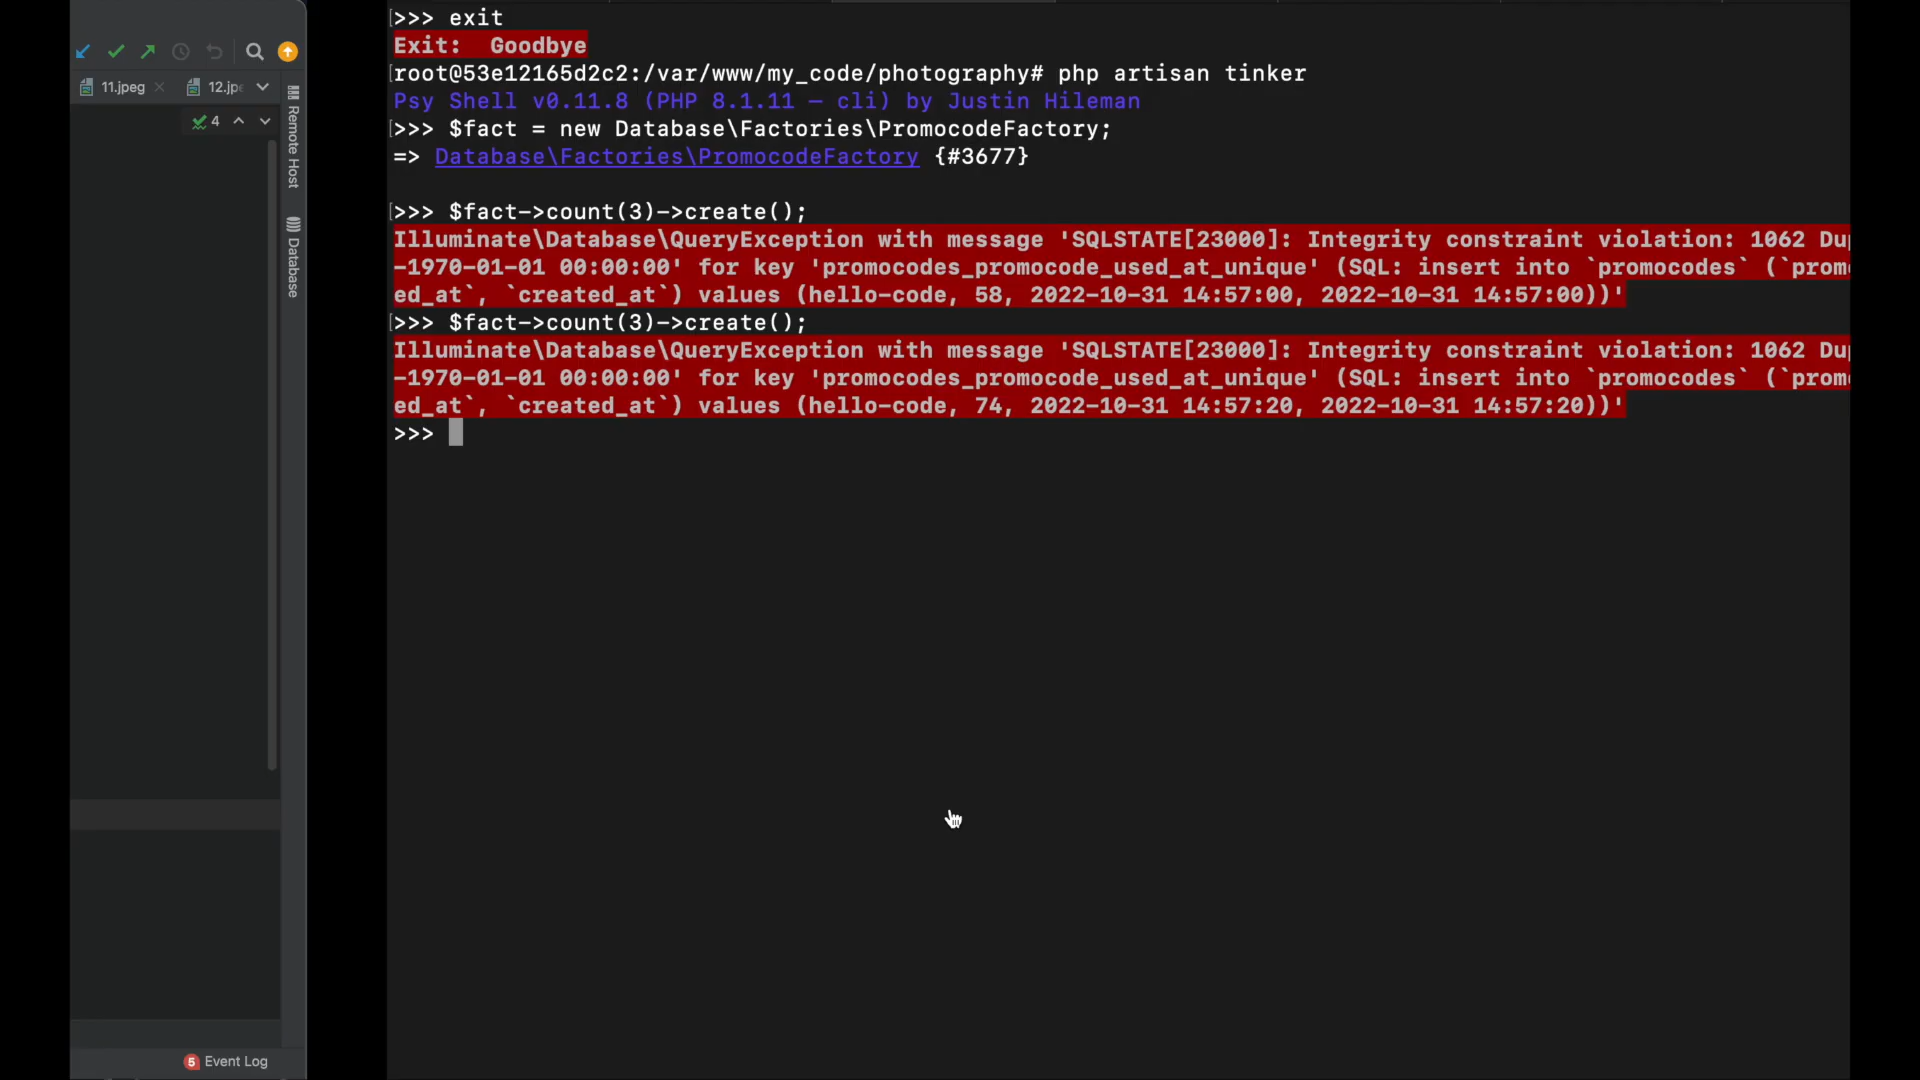 >>> exit
Exit:  Goodbye
root@53e12165d2c2:/var/www/my_code/photography# php artisan tinker
Psy Shell v0.11.8 (PHP 8.1.11 — cli) by Justin Hileman
>>> $fact = new Database\Factories\PromocodeFactory;
=> Database\Factories\PromocodeFactory {#3677}
>>> $fact->count(3)->create();
Illuminate\Database\QueryException with message 'SQLSTATE[23000]: Integrity constraint violation: 1062
-1970-01-01 00:00:00' for key 'promocodes_promocode_used_at_unique' (SQL: insert into `promocodes` (
ed_at`, `created_at`) values (hello-code, 58, 2022-10-31 14:57:00, 2022-10-31 14:57:00))'
>>> $fact->count(3)->create();
Illuminate\Database\QueryException with message 'SQLSTATE[23000]: Integrity constraint violation: 1062
-1970-01-01 00:00:00' for key 'promocodes_promocode_used_at_unique' (SQL: insert into `promocodes` (
ed_at`, `created_at`) values (hello-code, 74, 2022-10-31 14:57:20, 2022-10-31 14:57:20))'
>>>
11.jpeg
4
Remote Host
Database
5 Event Log